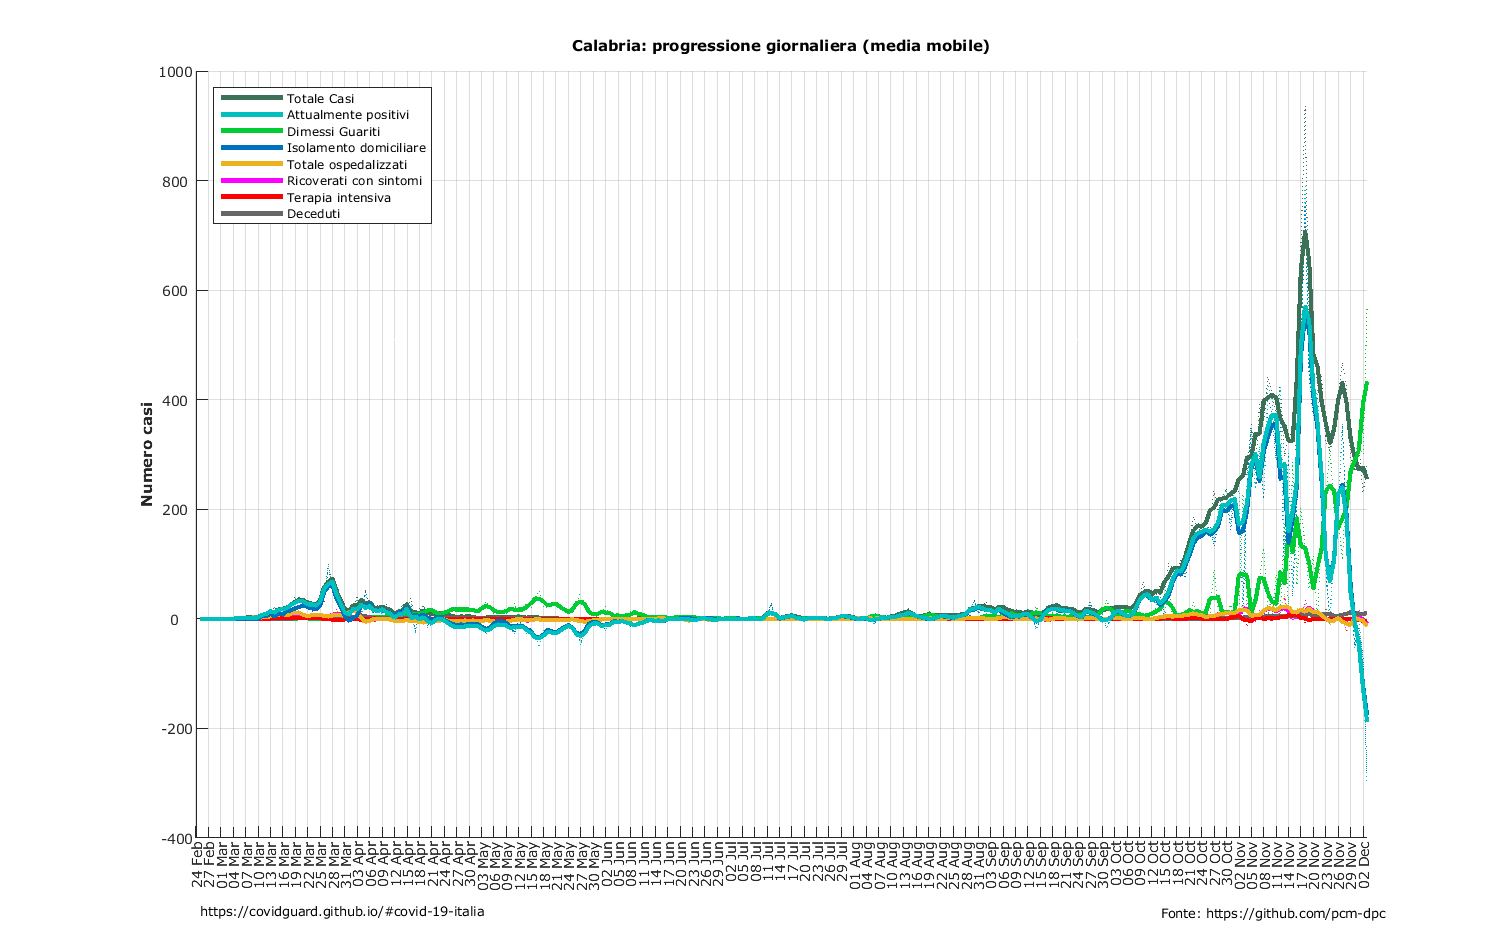 Calabria: progressione giornaliera (media mobile)
1000
800
600
400
200
0
-200
-400
Numero casi
Totale Casi
Attualmente positivi
Dimessi Guariti
Isolamento domiciliare
Totale ospedalizzati
Ricoverati con sintomi
Terapia intensiva
Deceduti
24 Feb
27 Feb
01 Mar
04 Mar
07 Mar
10 Mar
13 Mar
16 Mar
19 Mar
22 Mar
25 Mar
28 Mar
31 Mar
03 Apr
06 Apr
09 Apr
12 Apr
15 Apr
18 Apr
21 Apr
24 Apr
27 Apr
30 Apr
03 May
06 May
09 May
12 May
15 May
18 May
21 May
24 May
27 May
30 May
02 Jun
05 Jun
08 Jun
11 Jun
14 Jun
17 Jun
20 Jun
23 Jun
26 Jun
29 Jun
02 Jul
05 Jul
08 Jul
11 Jul
14 Jul
17 Jul
20 Jul
23 Jul
26 Jul
29 Jul
01 Aug
04 Aug
07 Aug
10 Aug
13 Aug
16 Aug
19 Aug
22 Aug
25 Aug
28 Aug
31 Aug
03 Sep
06 Sep
09 Sep
12 Sep
15 Sep
18 Sep
21 Sep
24 Sep
27 Sep
30 Sep
03 Oct
06 Oct
09 Oct
12 Oct
15 Oct
18 Oct
21 Oct
24 Oct
27 Oct
30 Oct
02 Nov
05 Nov
08 Nov
11 Nov
14 Nov
17 Nov
20 Nov
23 Nov
26 Nov
29 Nov
02 Dec
https://covidguard.github.io/#covid-19-italia
Fonte: https://github.com/pcm-dpc